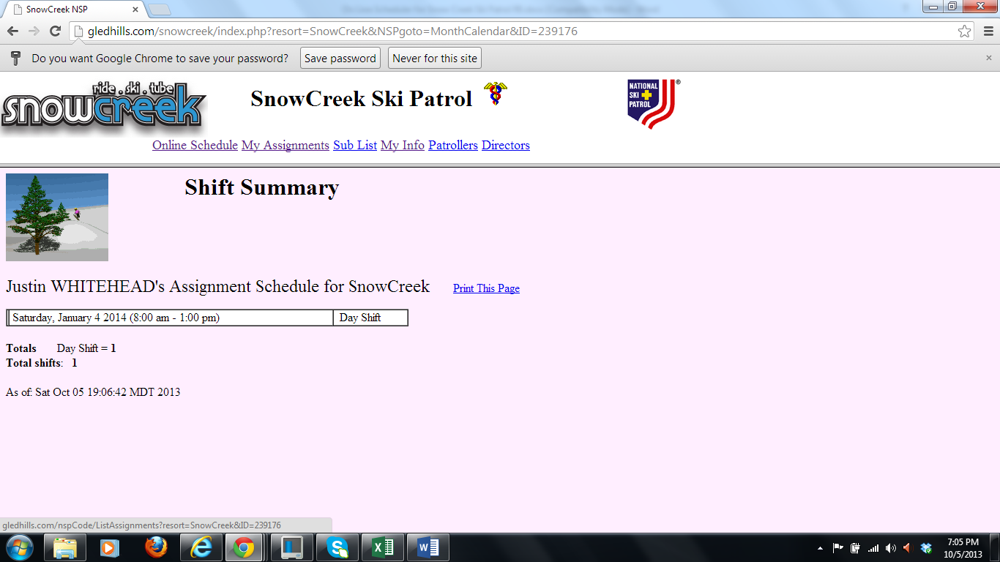 SnowCreek NSP
gledhills.com/snowcreek/index.php?resort=SnowCreek&NSPgoto=MonthCalendar&ID=239176
Do you want Google Chrome to save your password? Save password Never for this site
ride.ski.tube
snowcreek
SnowCreek Ski Patrol
NATIONAL
SKI
PATROL
®
Online Schedule My Assignments Sub List My Info Patrollers Directors
Shift Summary
Justin WHITEHEAD's Assignment Schedule for SnowCreek Print This Page
Saturday, January 4 2014 (8:00 am - 1:00 pm) Day Shift
Totals Day Shift = 1
Total shifts: 1
As of: Sat Oct 05 19:06:42 MDT 2013
gledhills.com/nspCode/ListAssignments?resort=SnowCreek&ID=239176
7:05 PM
10/5/2013